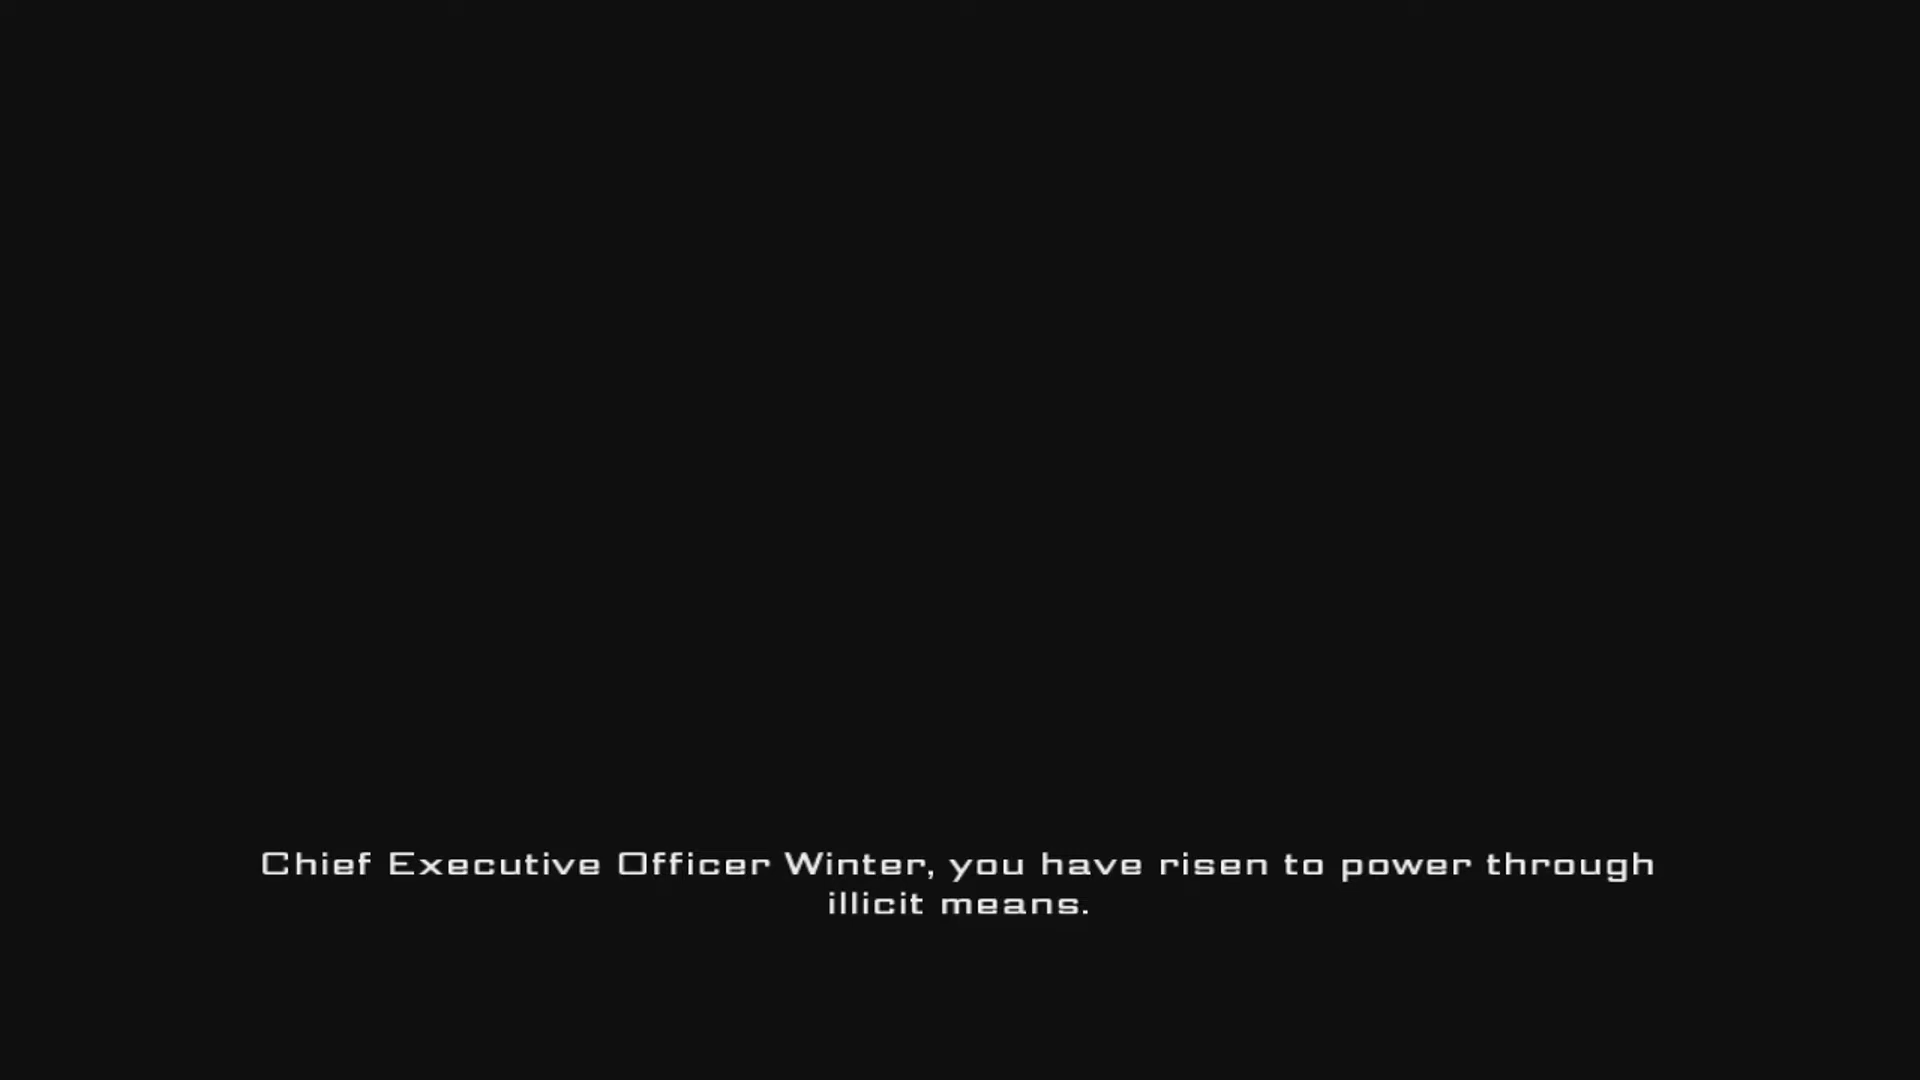 Chief Executive Officer Winter, you have risen to power through
illicit means.